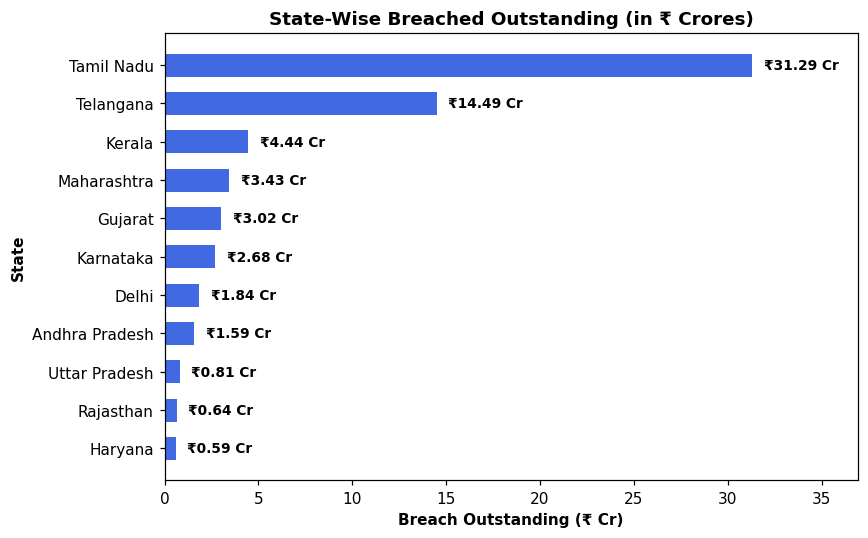 State-Wise Breached Outstanding (in ₹ Crores)
State
Tamil Nadu ₹31.29 Cr
Telangana ₹14.49 Cr
Kerala ₹4.44 Cr
Maharashtra ₹3.43 Cr
Gujarat ₹3.02 Cr
Karnataka ₹2.68 Cr
Delhi ₹1.84 Cr
Andhra Pradesh ₹1.59 Cr
Uttar Pradesh ₹0.81 Cr
Rajasthan ₹0.64 Cr
Haryana ₹0.59 Cr
0 5 10 15 20 25 30 35
Breach Outstanding (₹ Cr)